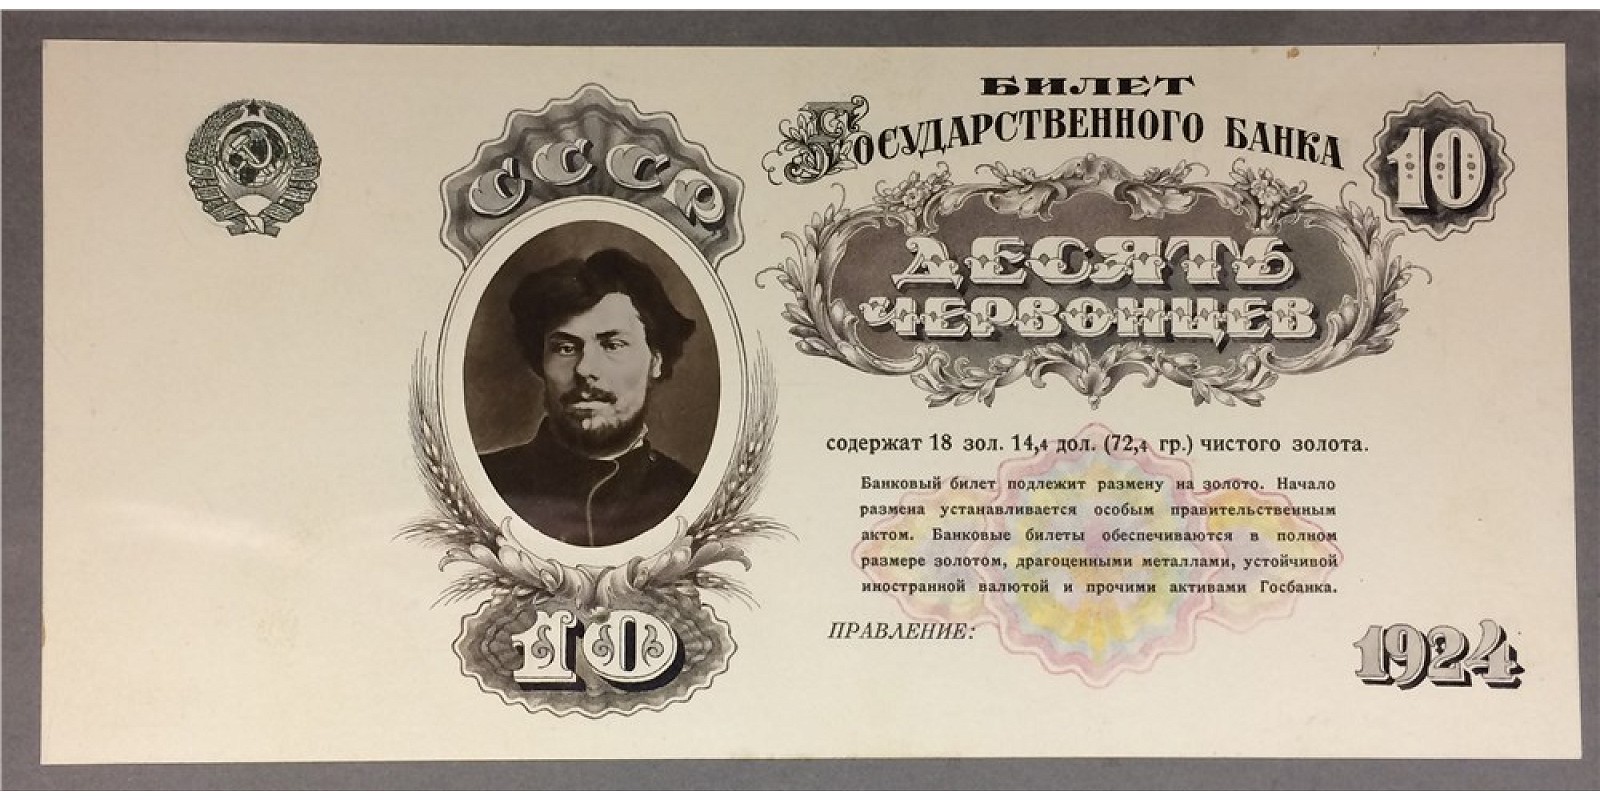 СССР
10
БИЛЕТ
ГОСУДАРСТВЕННОГО БАНКА
10
ДЕСЯТЬ
ЧЕРВОНЦЕВ
содержат 18 зол. 14,4 дол. (72,4 гр.) чистого золота.
Банковый билет подлежит размену на золото. Начало
размена устанавливается особым правительственным
актом. Банковые билеты обеспечиваются в полном
размере золотом, драгоценными металлами, устойчивой
иностранной валютой и прочими активами Госбанка.
ПРАВЛЕНИЕ:
1924